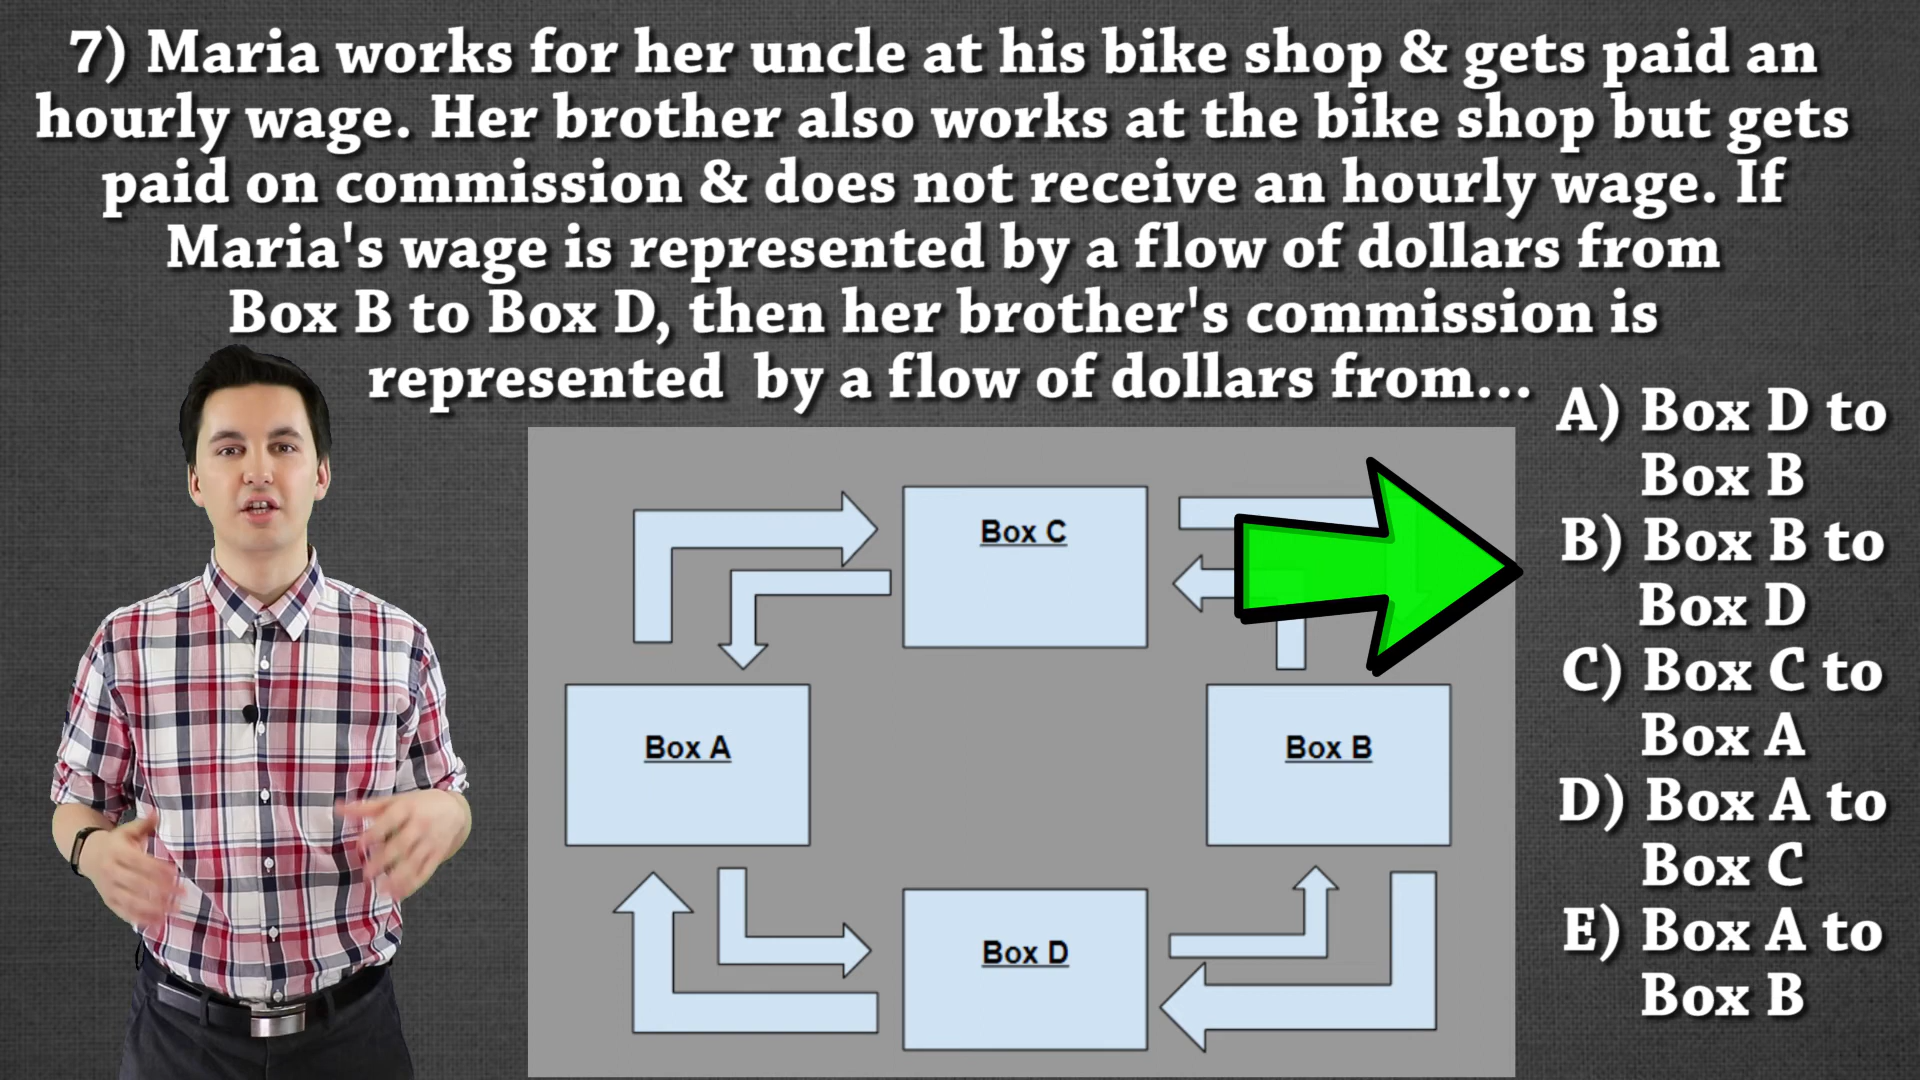 7) Maria works for her uncle at his bike shop & gets paid an
hourly wage. Her brother also works at the bike shop but gets
paid on commission & does not receive an hourly wage. If
Maria's wage is represented by a flow of dollars from
Box B to Box D, then her brother's commission is
represented by a flow of dollars from...
A) Box D to
Box B
B) Box B to
Box D
C) Box C to
Box A
D) Box A to
Box C
E) Box A to
Box B
Box C
Box A
Box B
Box D